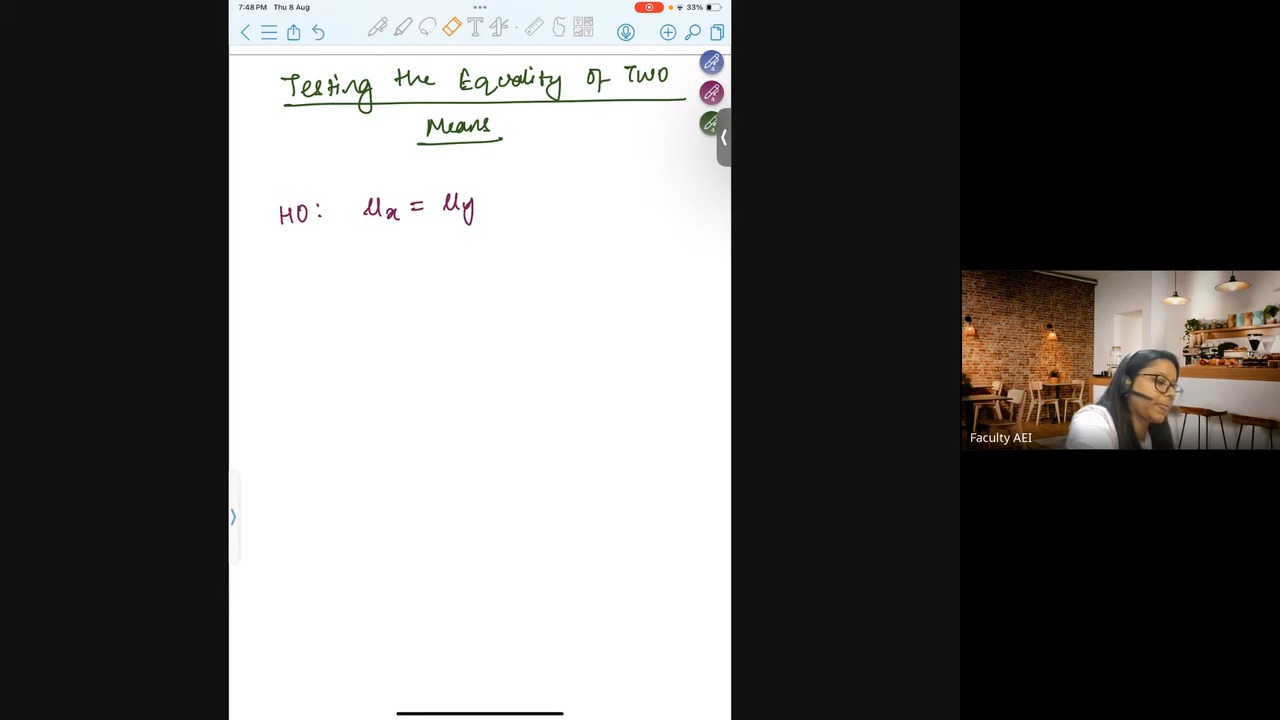 7:48 PM Thu 8 Aug
33%
Testing the Equality of Two
Means
H0: μx = μy
Faculty AEI